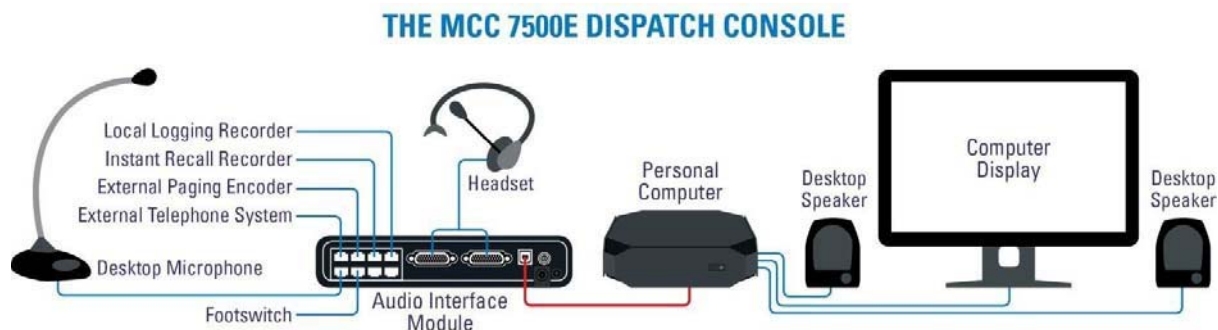 THE MCC 7500E DISPATCH CONSOLE
Local Logging Recorder
Instant Recall Recorder
External Paging Encoder
External Telephone System
Desktop Microphone
Footswitch
Headset
Audio Interface
Module
Personal
Computer
Desktop
Speaker
Computer
Display
Desktop
Speaker